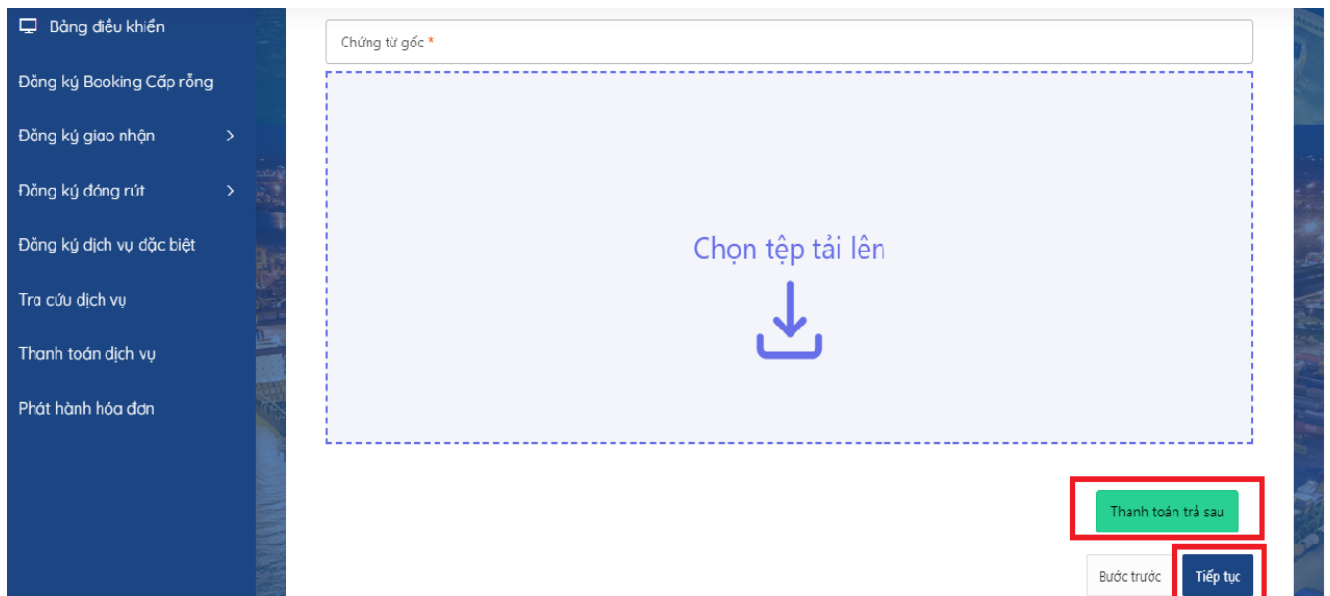 Bảng điều khiển
Đăng ký Booking Cấp rỗng
Đăng ký giao nhận
Đăng ký đóng rút
Đăng ký dịch vụ đặc biệt
Tra cứu dịch vụ
Thanh toán dịch vụ
Phát hành hóa đơn
Chứng từ gốc *
Chọn tệp tải lên
Thanh toán trả sau
Bước trước
Tiếp tục